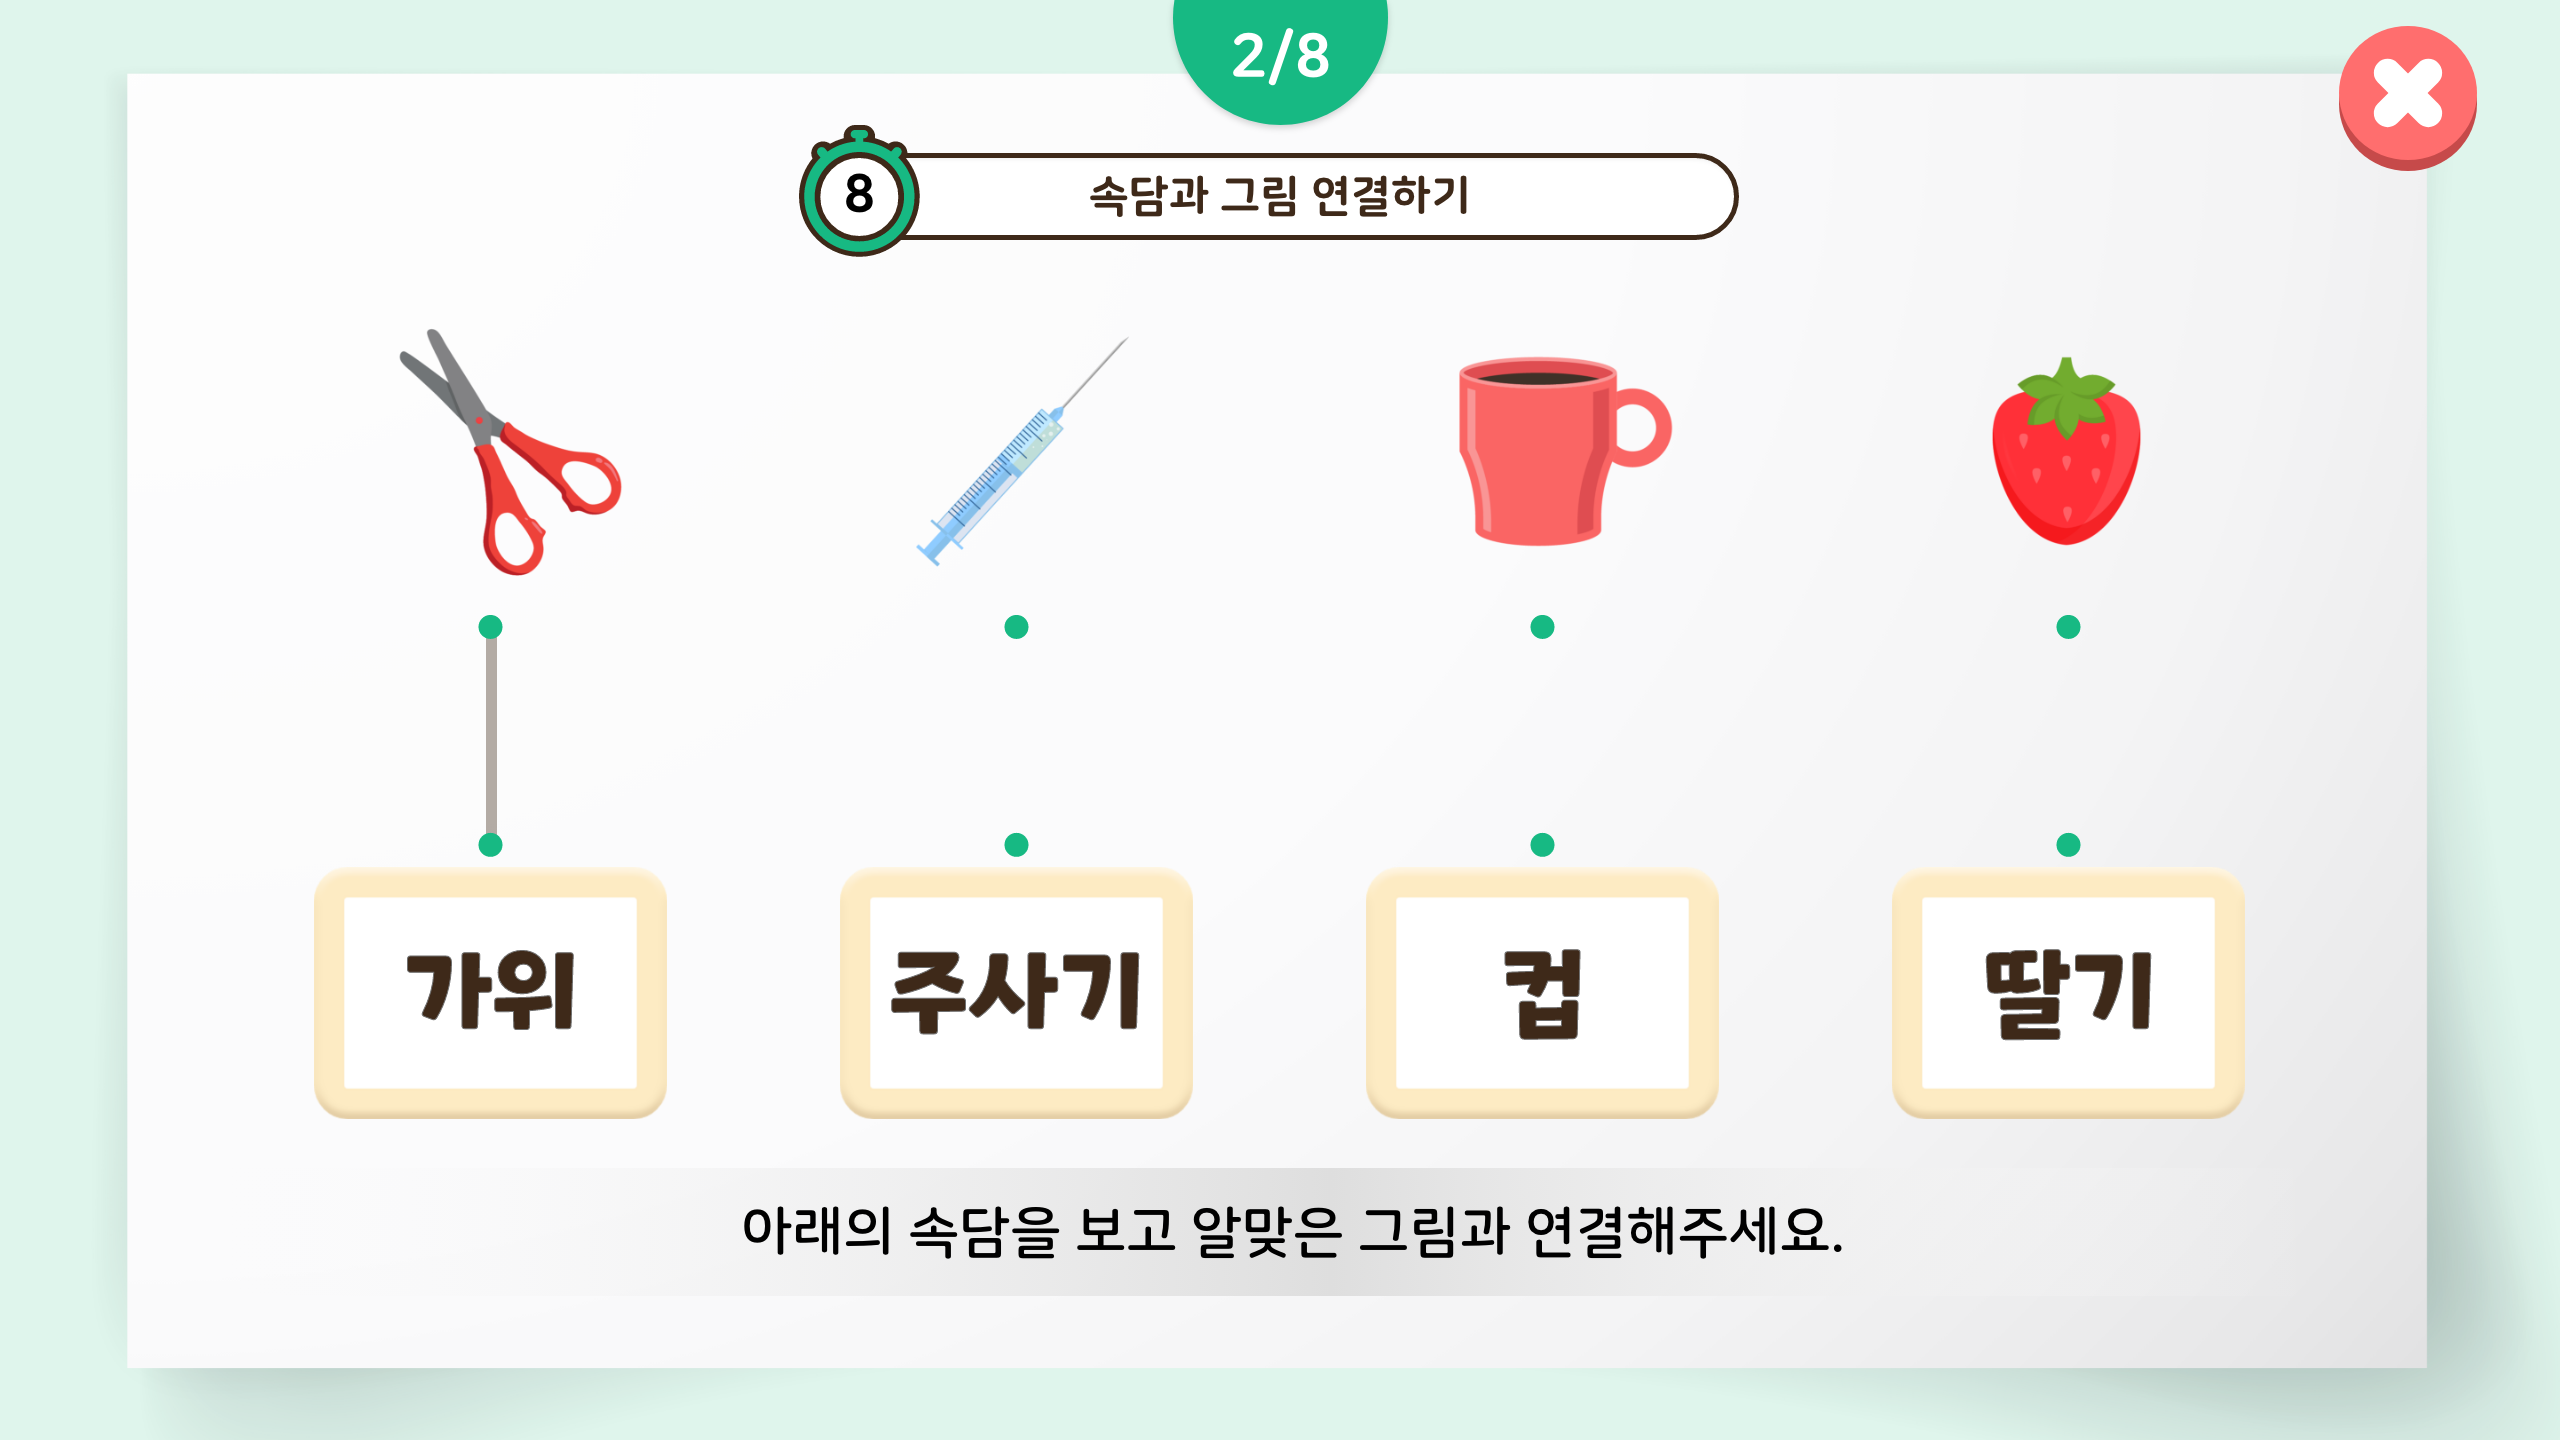 2/8
8
속담과 그림 연결하기
가위
주사기
컵
딸기
아래의 속담을 보고 알맞은 그림과 연결해주세요.